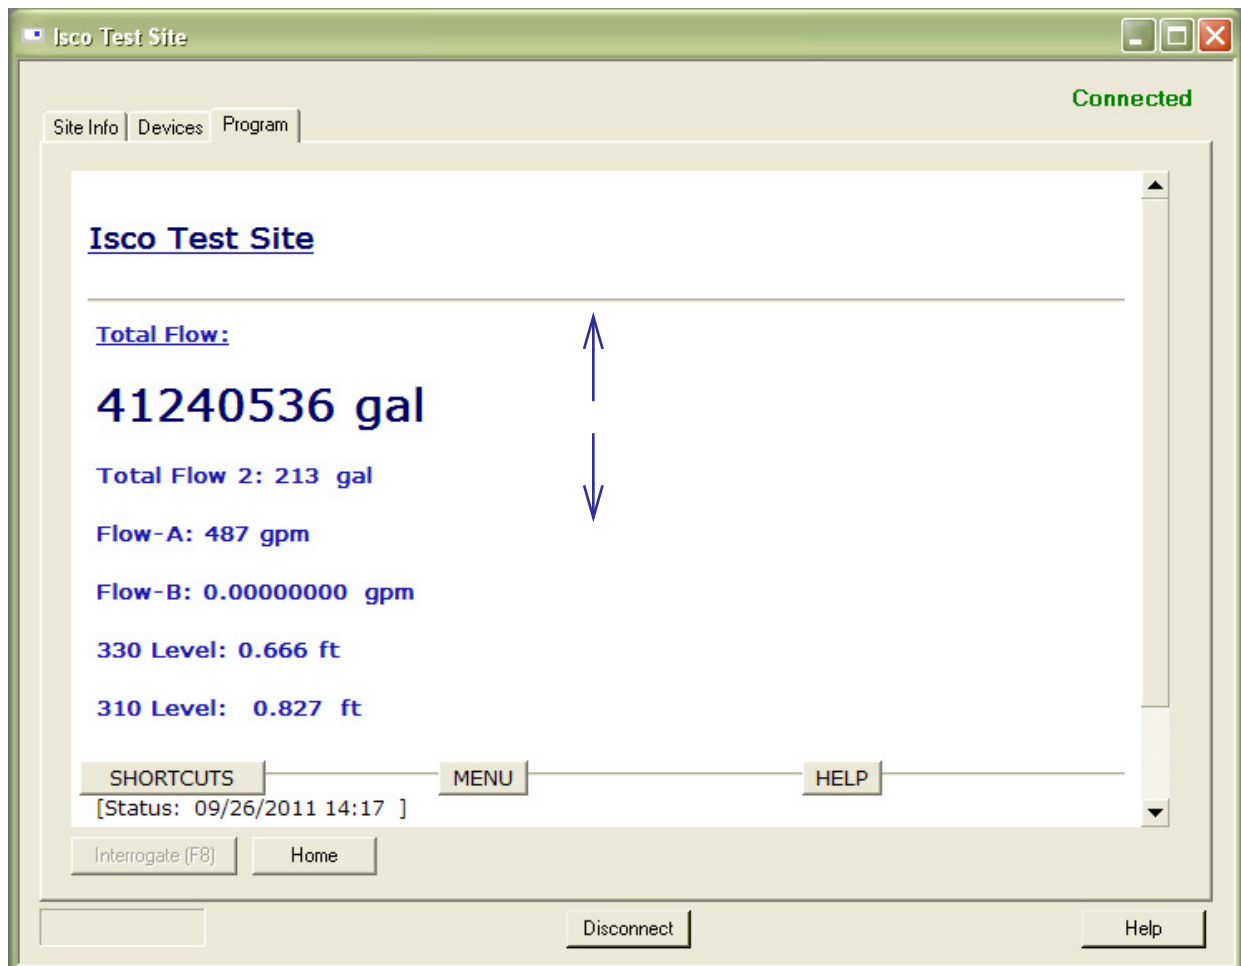 Isco Test Site
Connected
Site Info Devices Program
Isco Test Site
Total Flow:
41240536 gal
Total Flow 2: 213 gal
Flow-A: 487 gpm
Flow-B: 0.00000000 gpm
330 Level: 0.666 ft
310 Level: 0.827 ft
SHORTCUTS MENU HELP
[Status: 09/26/2011 14:17 ]
Interrogate (F8) Home
Disconnect Help